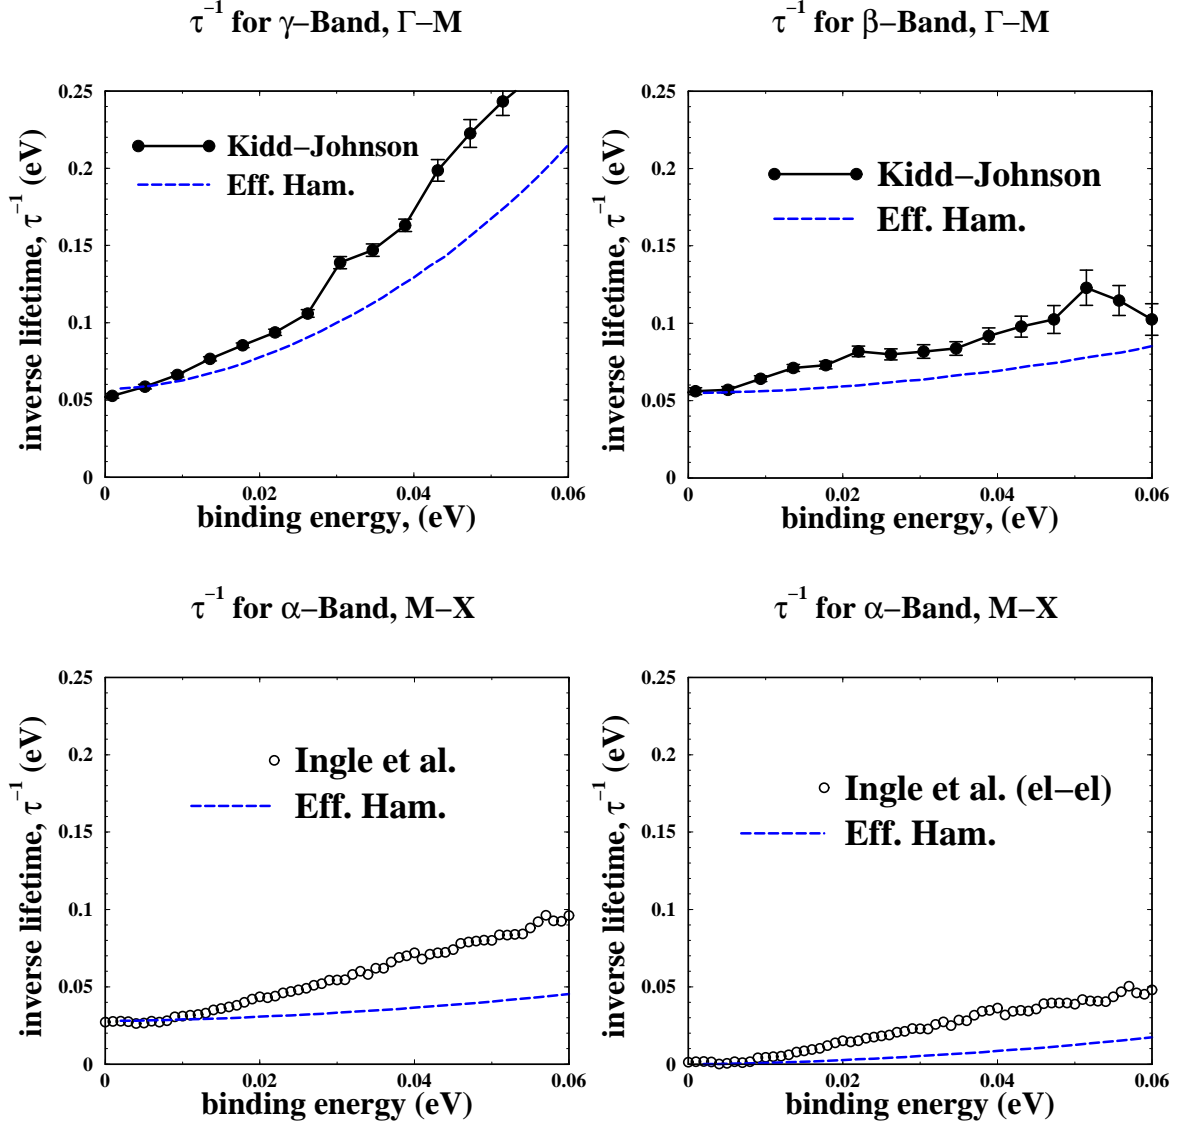 τ⁻¹ for γ−Band, Γ−M
τ⁻¹ for β−Band, Γ−M
0.25
0.2
0.15
0.1
0.05
0
inverse lifetime, τ⁻¹ (eV)
Kidd−Johnson
Eff. Ham.
0
0.02
0.04
0.06
binding energy, (eV)
0.25
0.2
0.15
0.1
0.05
0
inverse lifetime, τ⁻¹ (eV)
Kidd−Johnson
Eff. Ham.
0
0.02
0.04
0.06
binding energy, (eV)
τ⁻¹ for α−Band, M−X
τ⁻¹ for α−Band, M−X
0.25
0.2
0.15
0.1
0.05
0
inverse lifetime, τ⁻¹ (eV)
Ingle et al.
Eff. Ham.
0
0.02
0.04
0.06
binding energy (eV)
0.25
0.2
0.15
0.1
0.05
0
inverse lifetime, τ⁻¹ (eV)
Ingle et al. (el−el)
Eff. Ham.
0
0.02
0.04
0.06
binding energy (eV)